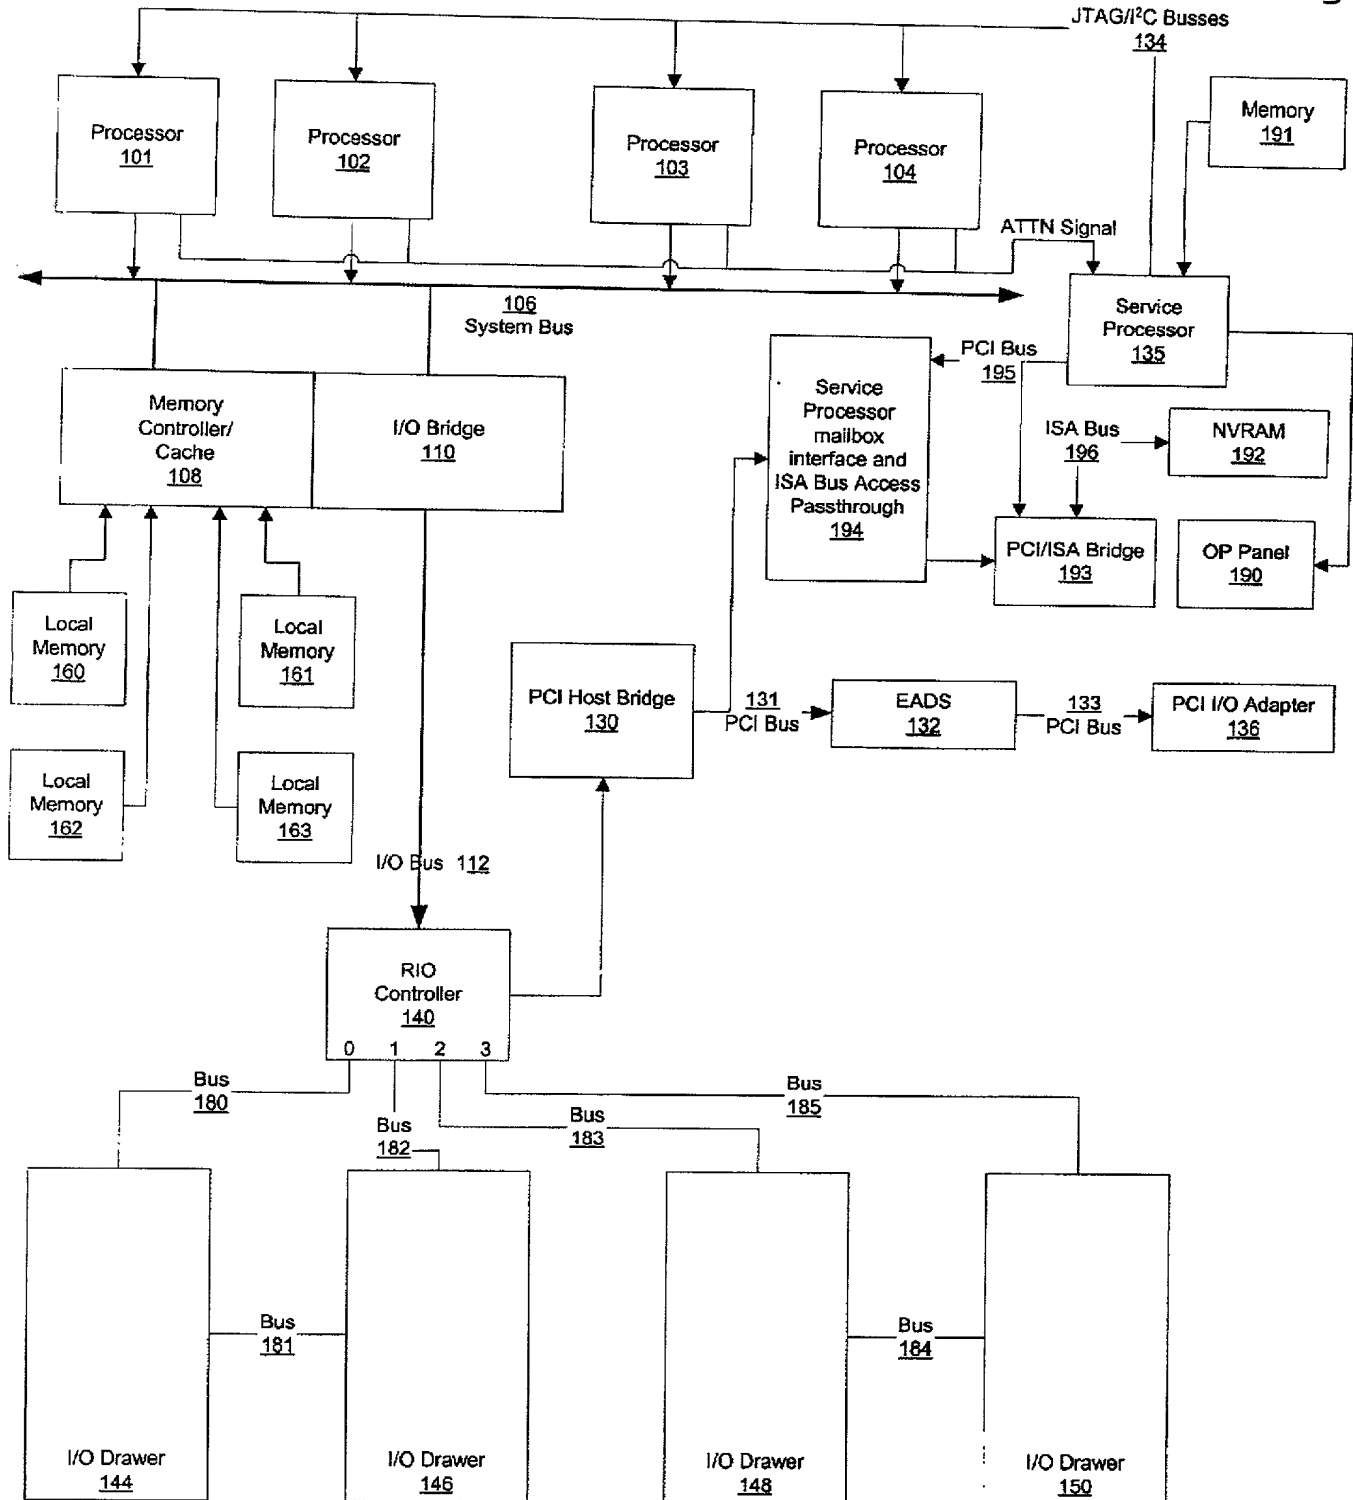 JTAG/I²C Busses
134
Processor
101
Processor
102
Processor
103
Processor
104
Memory
191
ATTN Signal
106
System Bus
Service
Processor
135
PCI Bus
195
Service
Processor
mailbox
interface and
ISA Bus Access
Passthrough
194
Memory
Controller/
Cache
108
I/O Bridge
110
ISA Bus
196
NVRAM
192
PCI/ISA Bridge
193
OP Panel
190
Local
Memory
160
Local
Memory
161
PCI Host Bridge
130
131
PCI Bus
EADS
132
133
PCI Bus
PCI I/O Adapter
136
Local
Memory
162
Local
Memory
163
I/O Bus 112
RIO
Controller
140
0 1 2 3
Bus
180
Bus
182
Bus
183
Bus
185
Bus
181
Bus
184
I/O Drawer
144
I/O Drawer
146
I/O Drawer
148
I/O Drawer
150